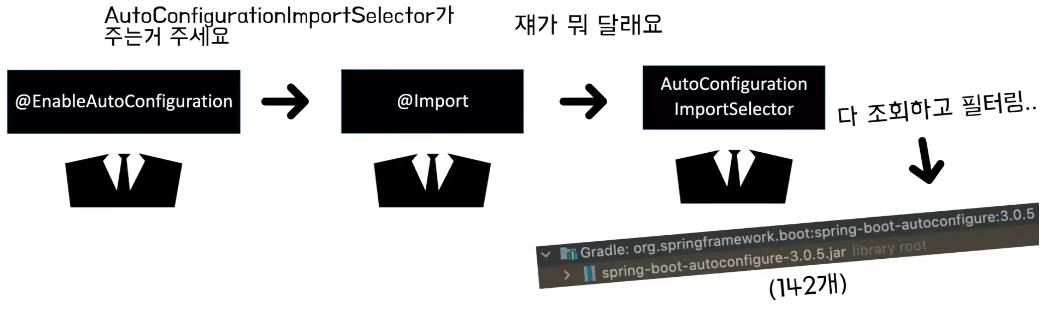 AutoConfigurationImportSelector가
주는거 주세요
쟤가 뭐 달래요
@EnableAutoConfiguration
@Import
AutoConfiguration
ImportSelector
다 조회하고 필터링..
Gradle: org.springframework.boot:spring-boot-autoconfigure:3.0.5
spring-boot-autoconfigure-3.0.5.jar library root
(142개)